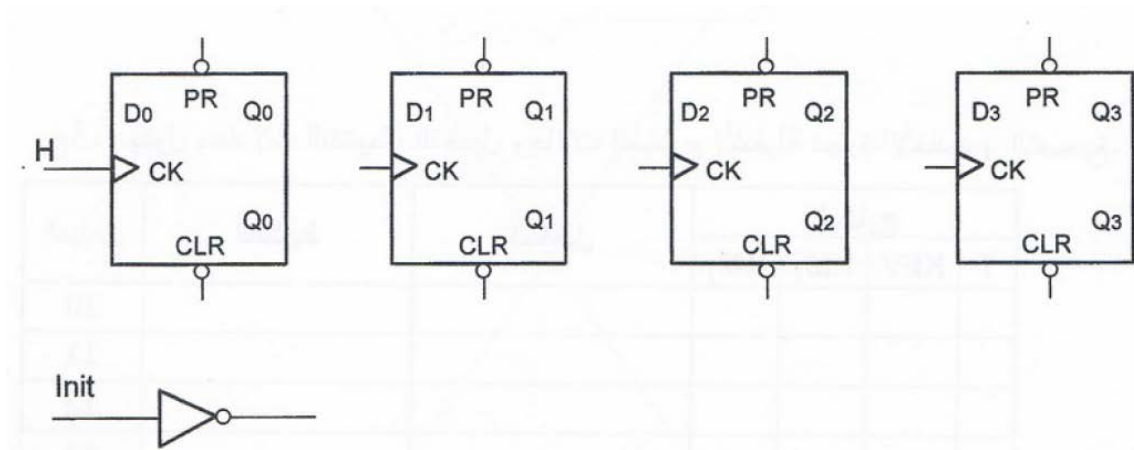 D0 PR Q0 D1 PR Q1 D2 PR Q2 D3 PR Q3
H CK CK CK CK
Q0 Q1 Q2 Q3
CLR CLR CLR CLR
Init